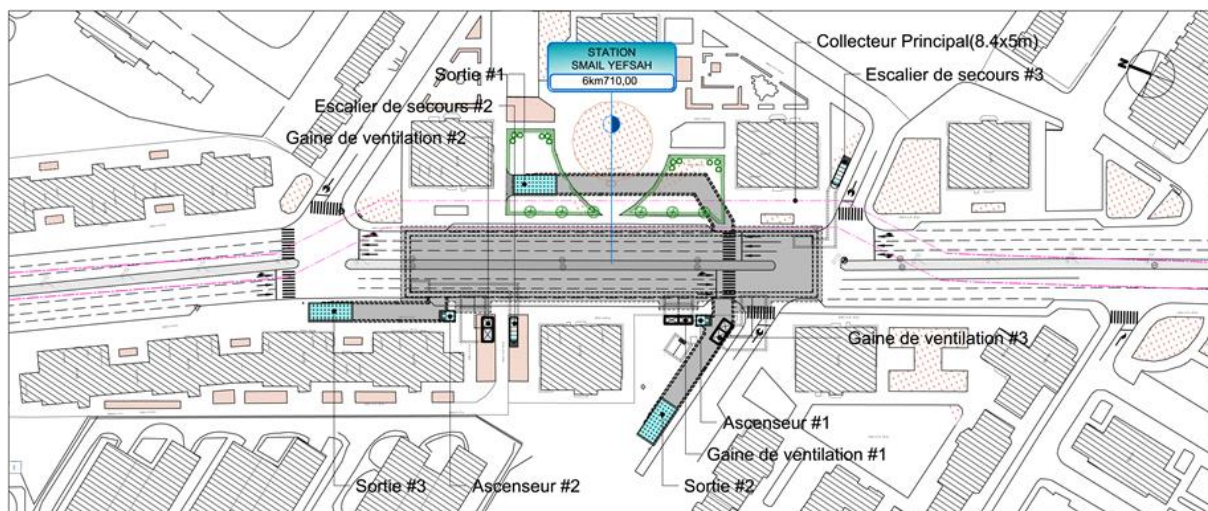 STATION
SMAIL YEFSAH
6km710,00
Collecteur Principal(8.4x5m)
Sortie #1
Escalier de secours #3
Escalier de secours #2
Gaine de ventilation #2
N
Gaine de ventilation #3
Ascenseur #1
Gaine de ventilation #1
Sortie #3
Ascenseur #2
Sortie #2